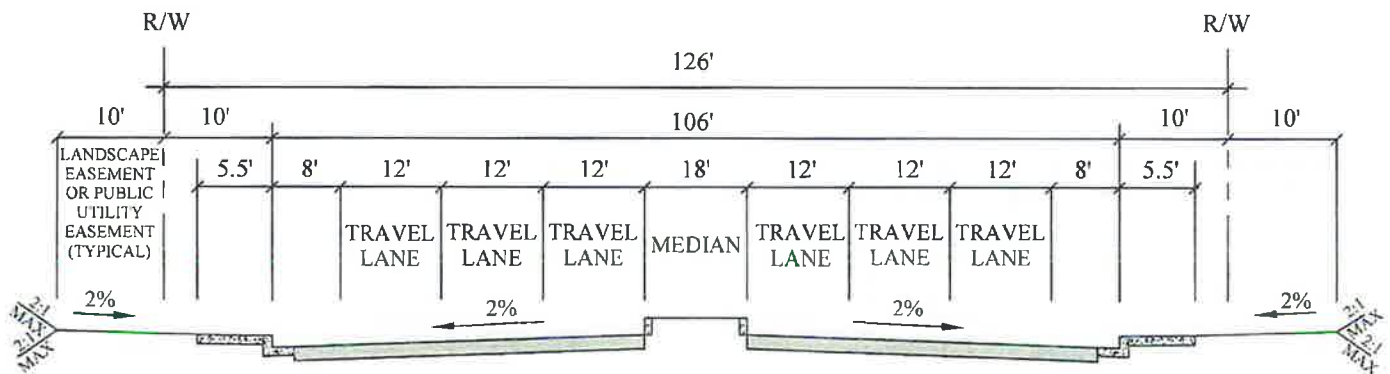 R/W
R/W
126'
10'
10'
106'
10'
10'
LANDSCAPE
EASEMENT
OR PUBLIC
UTILITY
EASEMENT
(TYPICAL)
5.5'
8'
12'
12'
12'
18'
12'
12'
12'
8'
5.5'
TRAVEL
LANE
TRAVEL
LANE
TRAVEL
LANE
MEDIAN
TRAVEL
LANE
TRAVEL
LANE
TRAVEL
LANE
2%
2%
2%
2%
2:1
MAX
2:1
MAX
2:1
MAX
2:1
MAX